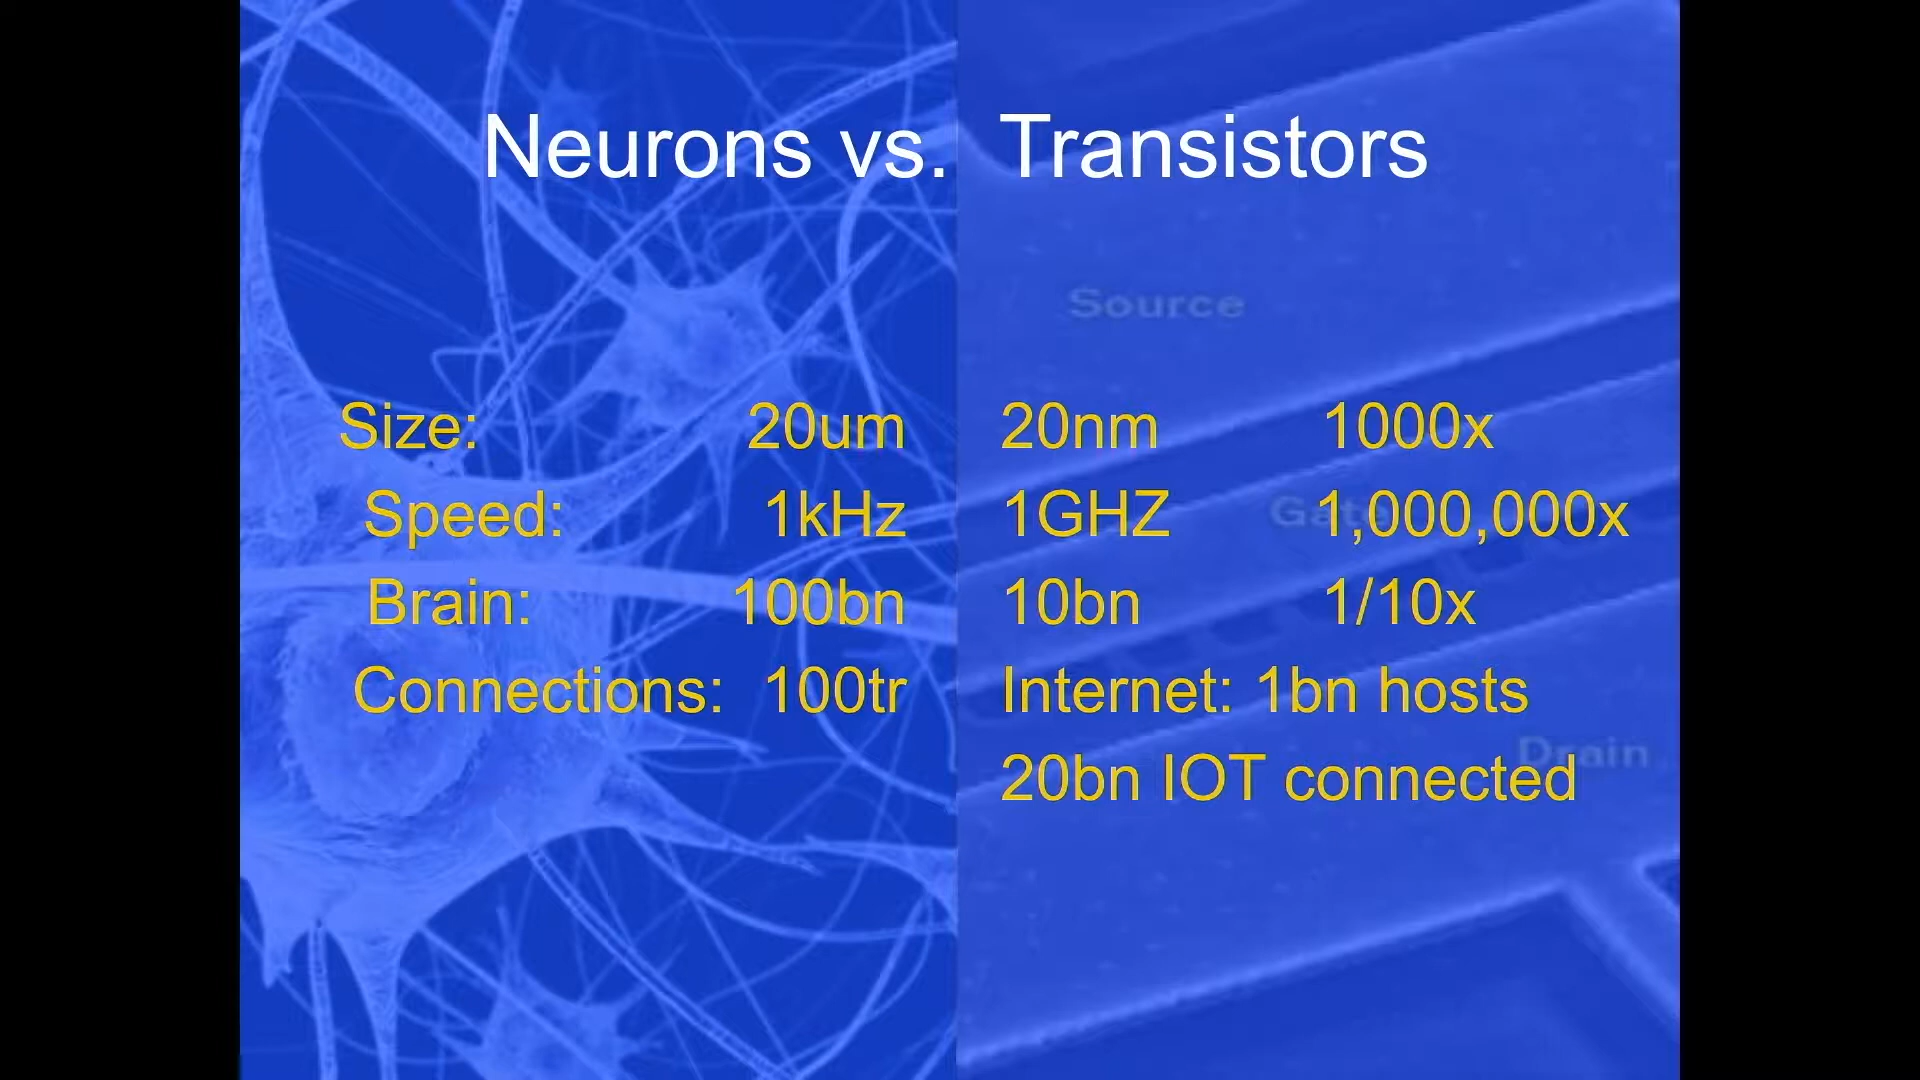 Neurons vs. Transistors
Source
Size: 20um 20nm 1000x
Speed: 1kHz 1GHZ 1,000,000x
Gate
Brain: 100bn 10bn 1/10x
Connections: 100tr Internet: 1bn hosts
Drain
20bn IOT connected